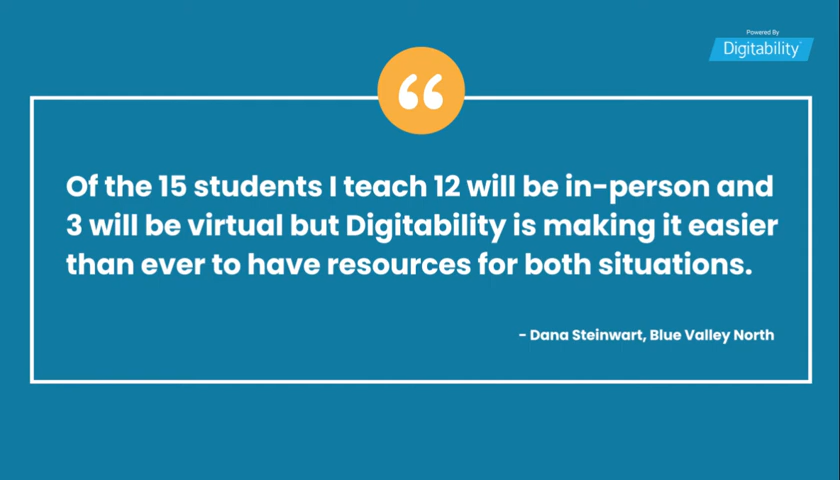 Powered By
Digitability
Of the 15 students I teach 12 will be in-person and
3 will be virtual but Digitability is making it easier
than ever to have resources for both situations.
- Dana Steinwart, Blue Valley North